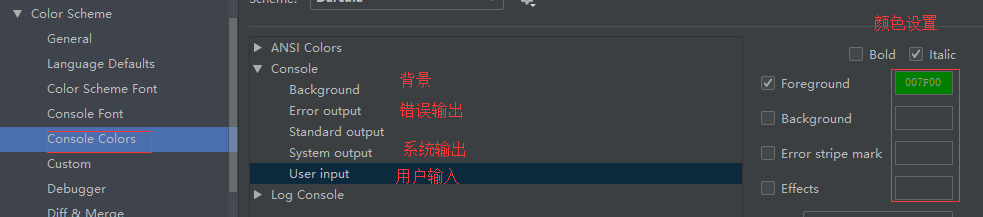 Color Scheme
General
Language Defaults
Color Scheme Font
Console Font
Console Colors
Custom
Debugger
Diff & Merge
Scheme:
ANSI Colors
Console
Background 背景
Error output 错误输出
Standard output
System output 系统输出
User input 用户输入
Log Console
颜色设置
Bold Italic
Foreground 007F00
Background
Error stripe mark
Effects